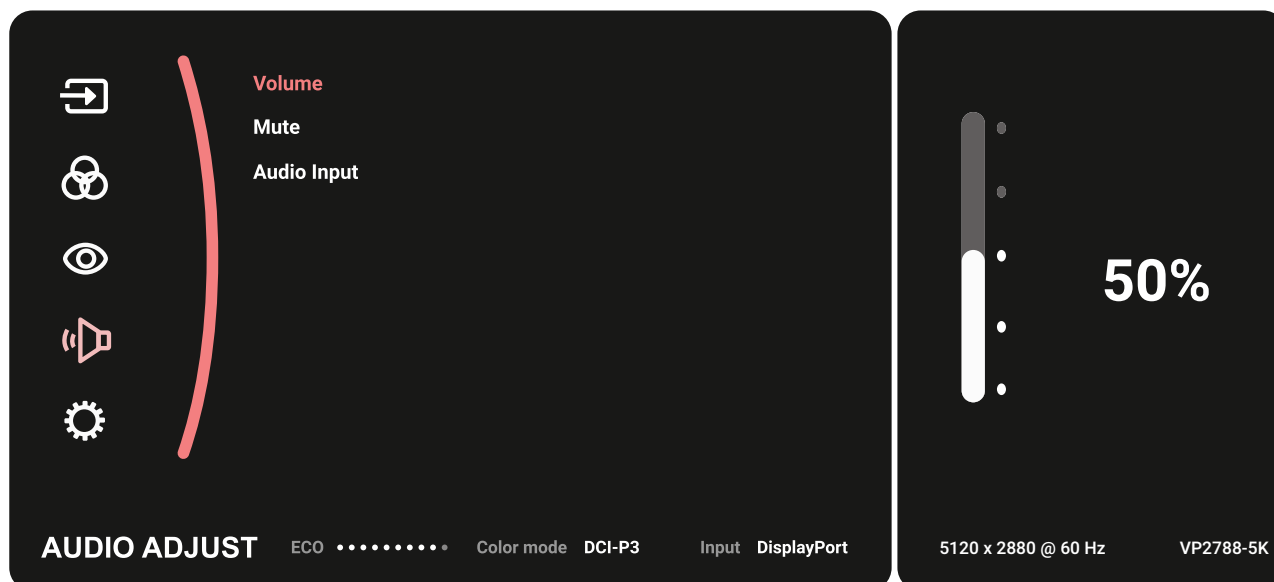 Volume
Mute
Audio Input
50%
AUDIO ADJUST ECO Color mode DCI-P3 Input DisplayPort 5120 x 2880 @ 60 Hz VP2788-5K